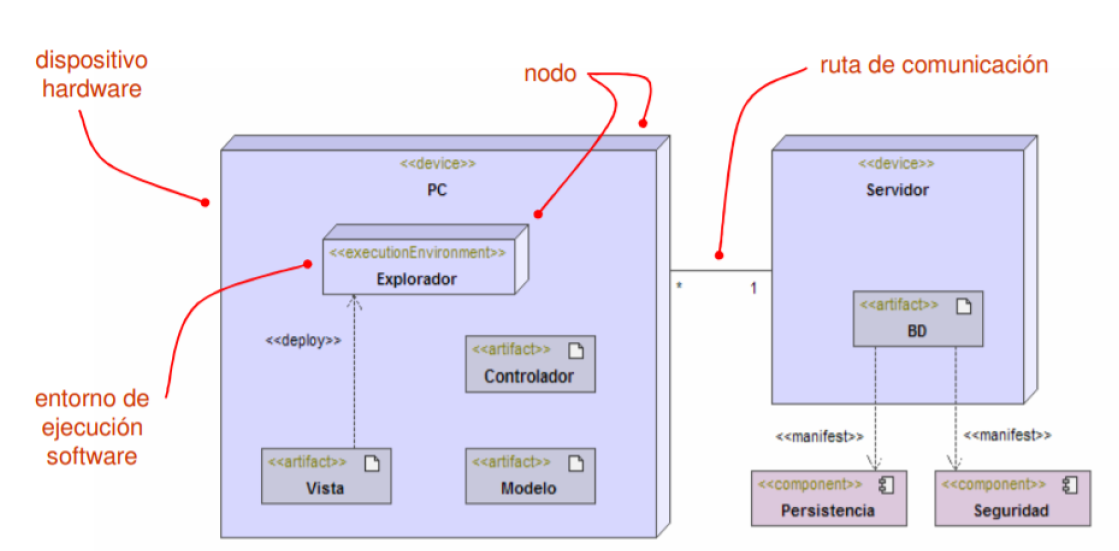 dispositivo
hardware
nodo
ruta de comunicación
<<device>>
PC
<<device>>
Servidor
<<executionEnvironment>>
Explorador
* 1
<<artifact>>
BD
<<deploy>>
<<artifact>>
Controlador
entorno de
ejecución
software
<<manifest>>
<<manifest>>
<<artifact>>
Vista
<<artifact>>
Modelo
<<component>>
Persistencia
<<component>>
Seguridad